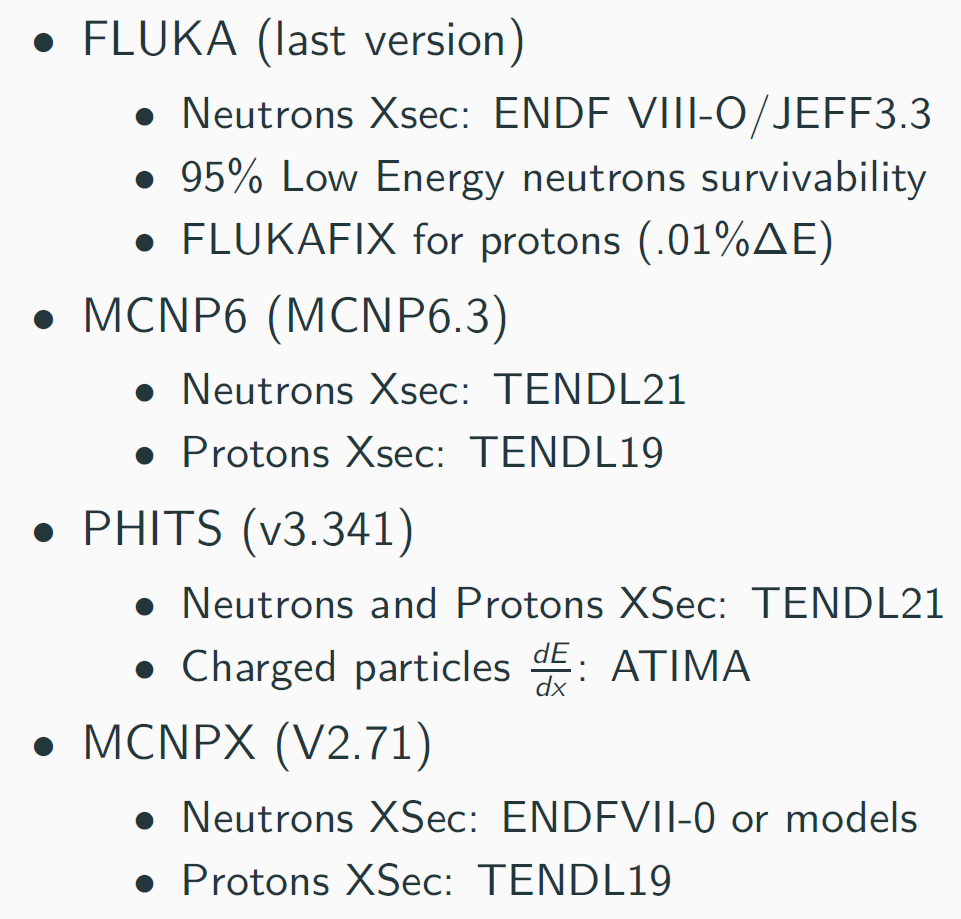 • FLUKA (last version)
• Neutrons Xsec: ENDF VIII-O/JEFF3.3
• 95% Low Energy neutrons survivability
• FLUKAFIX for protons (.01%ΔE)
• MCNP6 (MCNP6.3)
• Neutrons Xsec: TENDL21
• Protons Xsec: TENDL19
• PHITS (v3.341)
• Neutrons and Protons XSec: TENDL21
• Charged particles dE/dx: ATIMA
• MCNPX (V2.71)
• Neutrons XSec: ENDFVII-0 or models
• Protons XSec: TENDL19